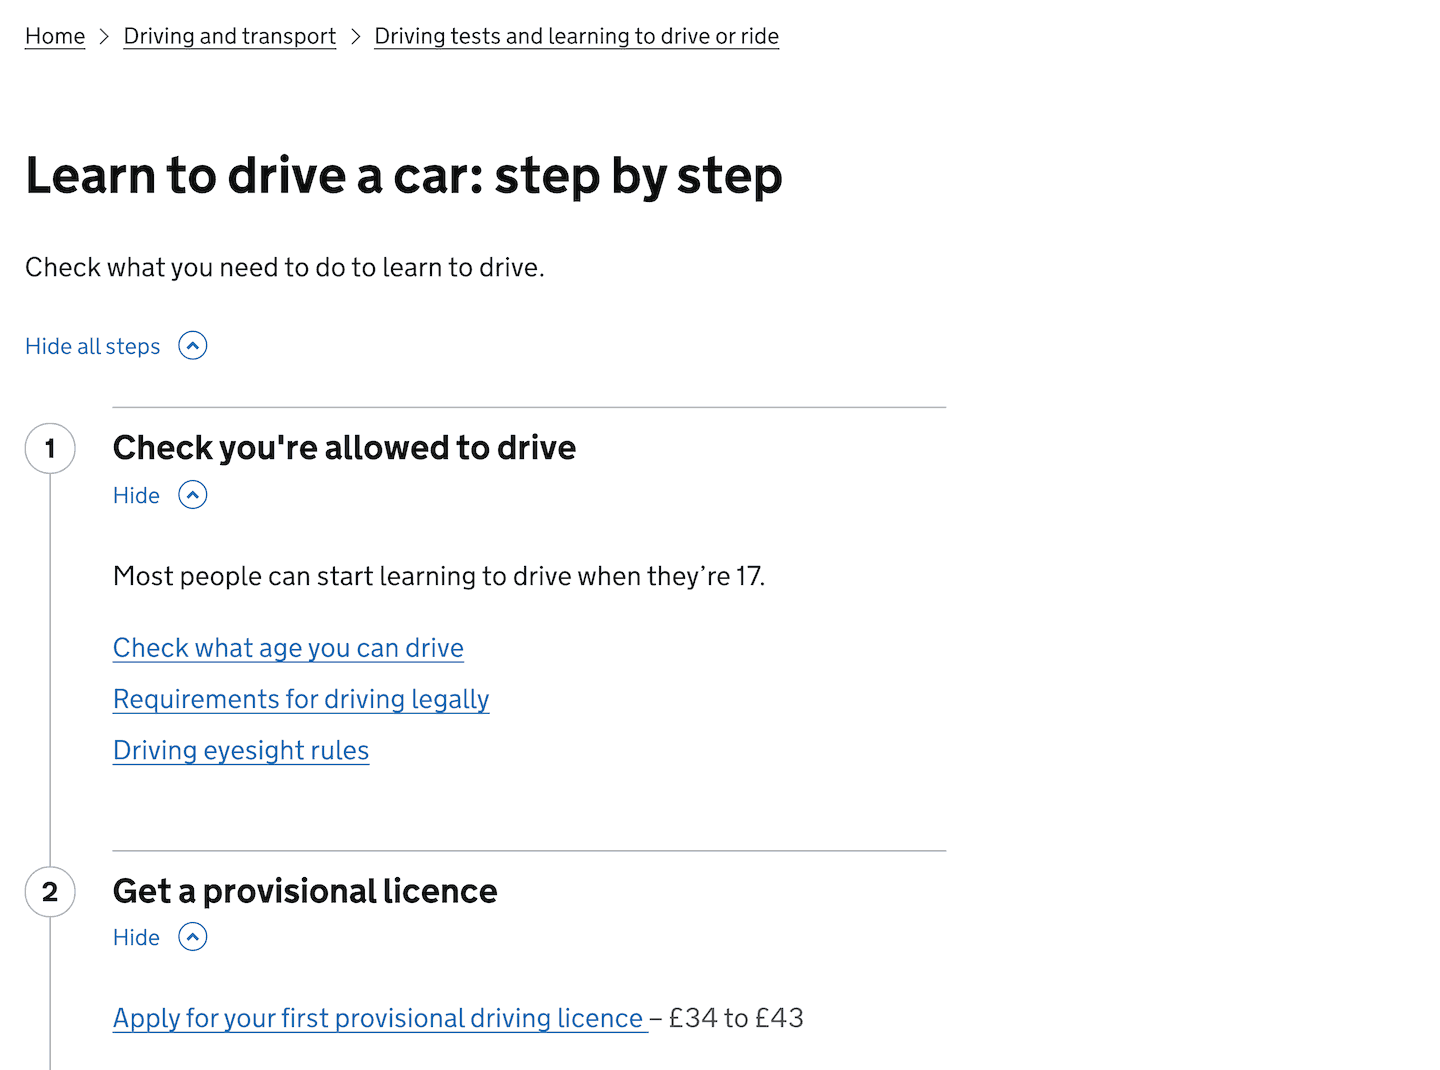 Home > Driving and transport > Driving tests and learning to drive or ride
Learn to drive a car: step by step
Check what you need to do to learn to drive.
Hide all steps
1 Check you're allowed to drive
Hide
Most people can start learning to drive when they’re 17.
Check what age you can drive
Requirements for driving legally
Driving eyesight rules
2 Get a provisional licence
Hide
Apply for your first provisional driving licence – £34 to £43